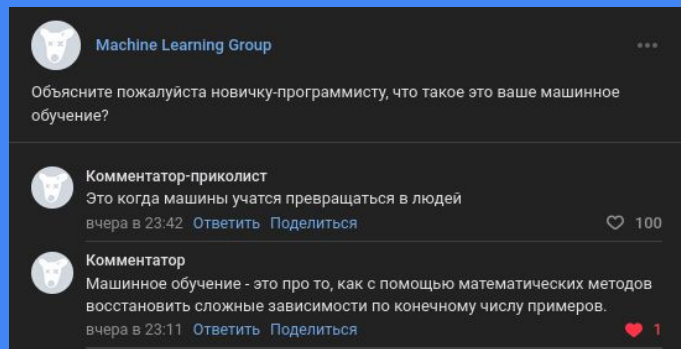 Machine Learning Group
Объясните пожалуйста новичку-программисту, что такое это ваше машинное
обучение?
Комментатор-приколист
Это когда машины учатся превращаться в людей
вчера в 23:42 Ответить Поделиться 100
Комментатор
Машинное обучение - это про то, как с помощью математических методов
восстановить сложные зависимости по конечному числу примеров.
вчера в 23:11 Ответить Поделиться 1